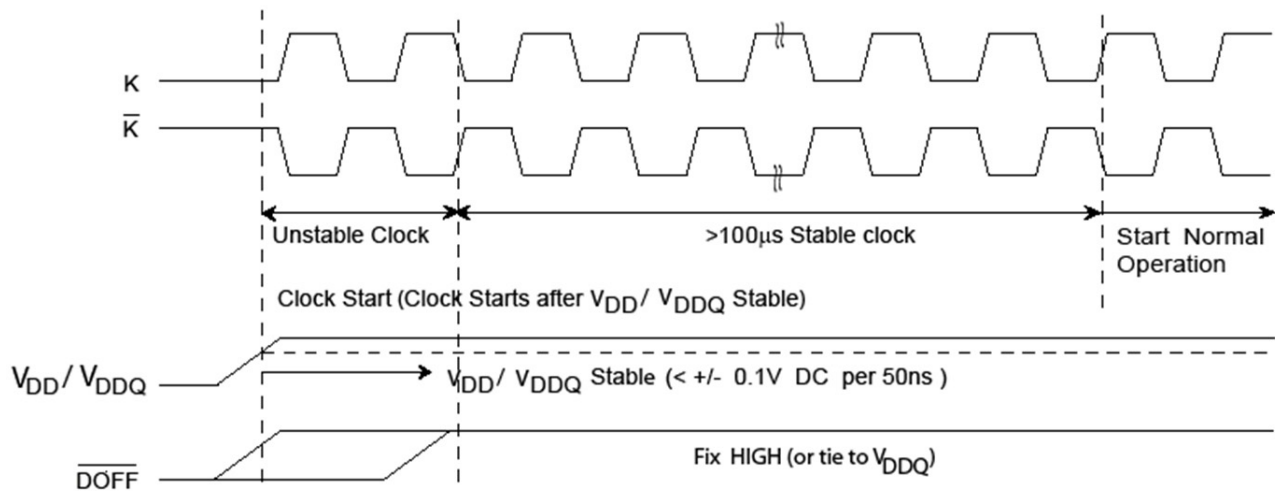 K
K̅
Unstable Clock
>100μs Stable clock
Start Normal
Operation
Clock Start (Clock Starts after VDD/ VDDQ Stable)
VDD/ VDDQ
VDD/ VDDQ Stable (< +/- 0.1V DC per 50ns )
D̅O̅F̅F̅
Fix HIGH (or tie to VDDQ)